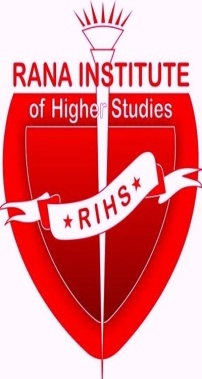 RANA INSTITUTE
of Higher Studies
★ RIHS ★